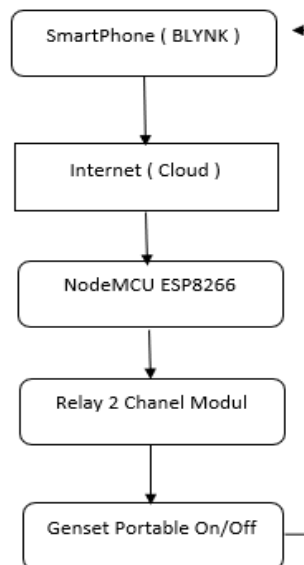 SmartPhone ( BLYNK )
Internet ( Cloud )
NodeMCU ESP8266
Relay 2 Chanel Modul
Genset Portable On/Off